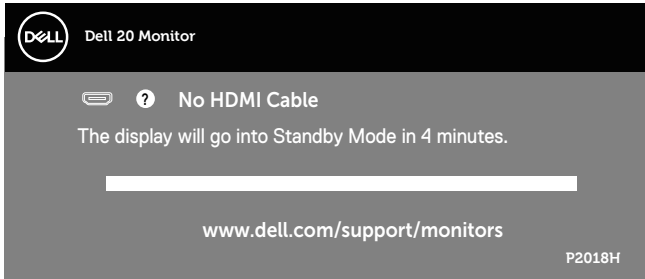 DELL
Dell 20 Monitor
? No HDMI Cable
The display will go into Standby Mode in 4 minutes.
www.dell.com/support/monitors
P2018H